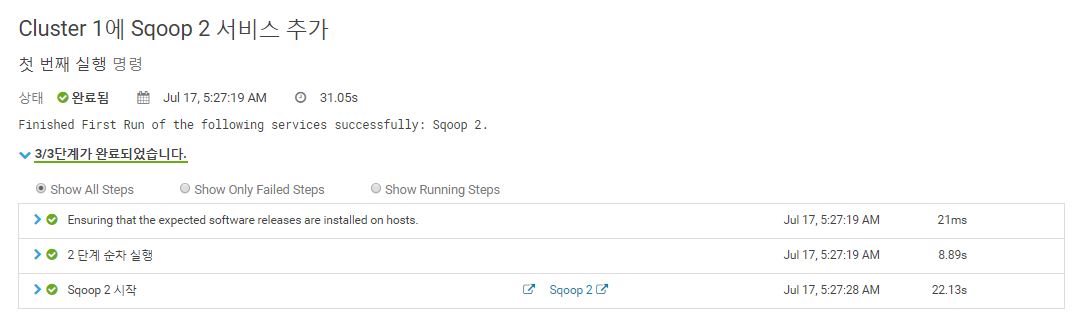 Cluster 1에 Sqoop 2 서비스 추가
첫 번째 실행 명령
상태 완료됨 Jul 17, 5:27:19 AM 31.05s
Finished First Run of the following services successfully: Sqoop 2.
3/3단계가 완료되었습니다.
Show All Steps Show Only Failed Steps Show Running Steps
Ensuring that the expected software releases are installed on hosts. Jul 17, 5:27:19 AM 21ms
2 단계 순차 실행 Jul 17, 5:27:19 AM 8.89s
Sqoop 2 시작 Sqoop 2 Jul 17, 5:27:28 AM 22.13s